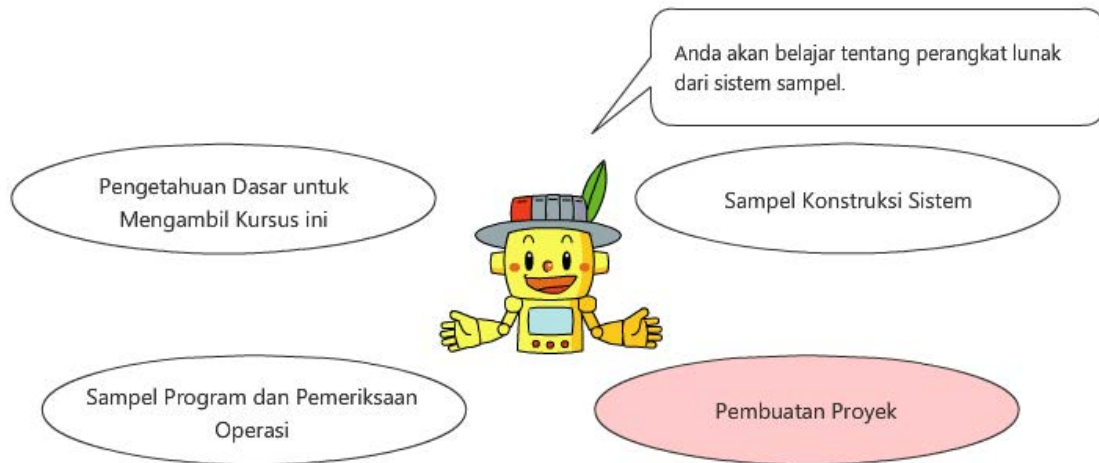 Anda akan belajar tentang perangkat lunak
dari sistem sampel.
Pengetahuan Dasar untuk
Mengambil Kursus ini
Sampel Konstruksi Sistem
Sampel Program dan Pemeriksaan
Operasi
Pembuatan Proyek